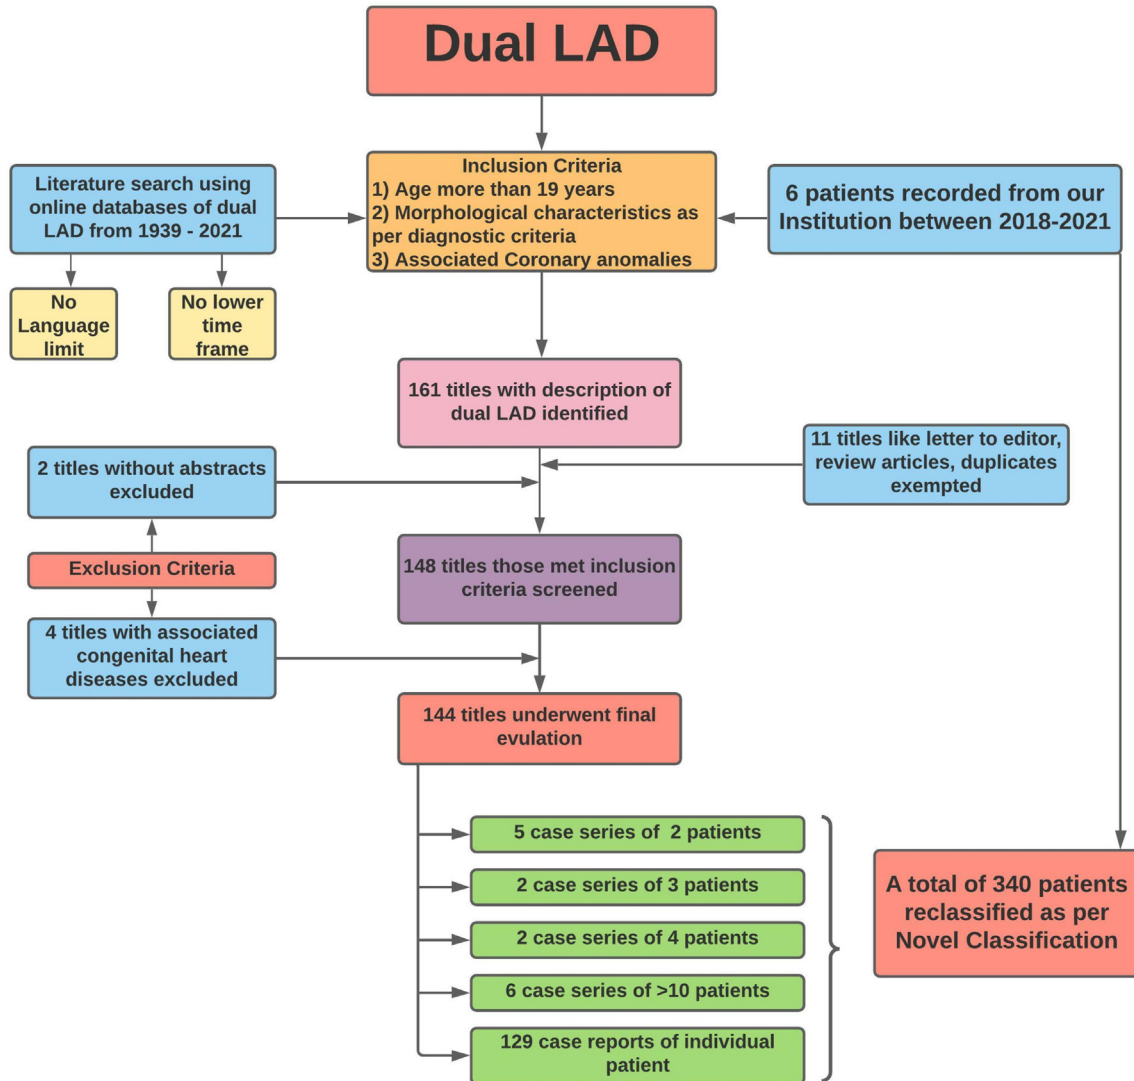 Dual LAD
Inclusion Criteria
1) Age more than 19 years
2) Morphological characteristics as
per diagnostic criteria
3) Associated Coronary anomalies
Literature search using
online databases of dual
LAD from 1939 - 2021
6 patients recorded from our
Institution between 2018-2021
No
Language
limit
No lower
time
frame
161 titles with description of
dual LAD identified
11 titles like letter to editor,
review articles, duplicates
exempted
2 titles without abstracts
excluded
Exclusion Criteria
148 titles those met inclusion
criteria screened
4 titles with associated
congenital heart
diseases excluded
144 titles underwent final
evulation
5 case series of 2 patients
2 case series of 3 patients
2 case series of 4 patients
6 case series of >10 patients
129 case reports of individual
patient
A total of 340 patients
reclassified as per
Novel Classification